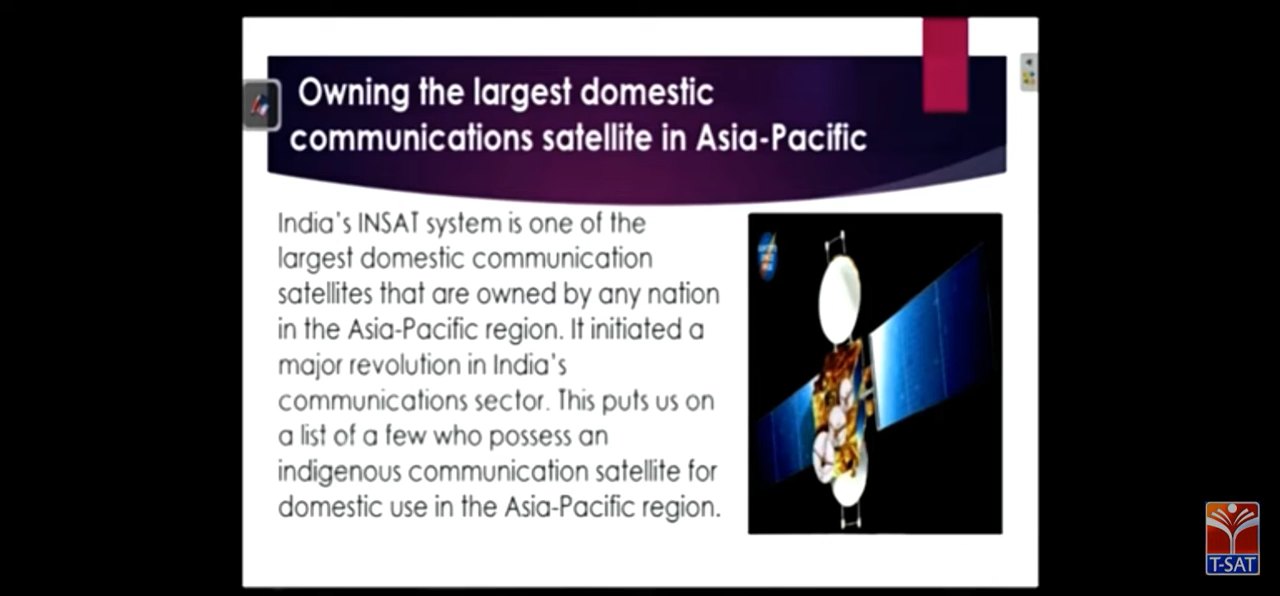 Owning the largest domestic
communications satellite in Asia-Pacific
India's INSAT system is one of the
largest domestic communication
satellites that are owned by any nation
in the Asia-Pacific region. It initiated a
major revolution in India's
communications sector. This puts us on
a list of a few who possess an
indigenous communication satellite for
domestic use in the Asia-Pacific region.
T-SAT